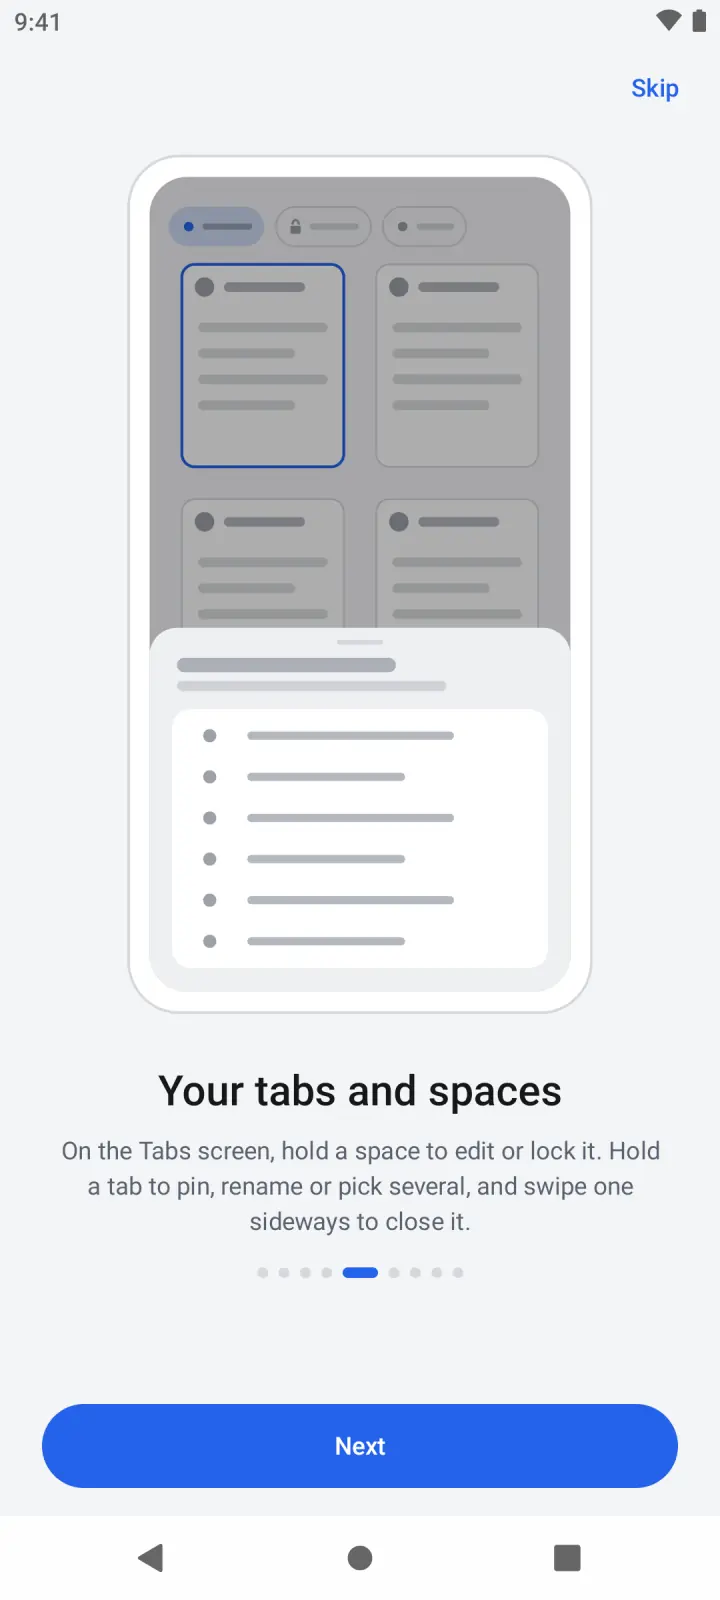 9:41
Skip
Your tabs and spaces
On the Tabs screen, hold a space to edit or lock it. Hold
a tab to pin, rename or pick several, and swipe one
sideways to close it.
Next